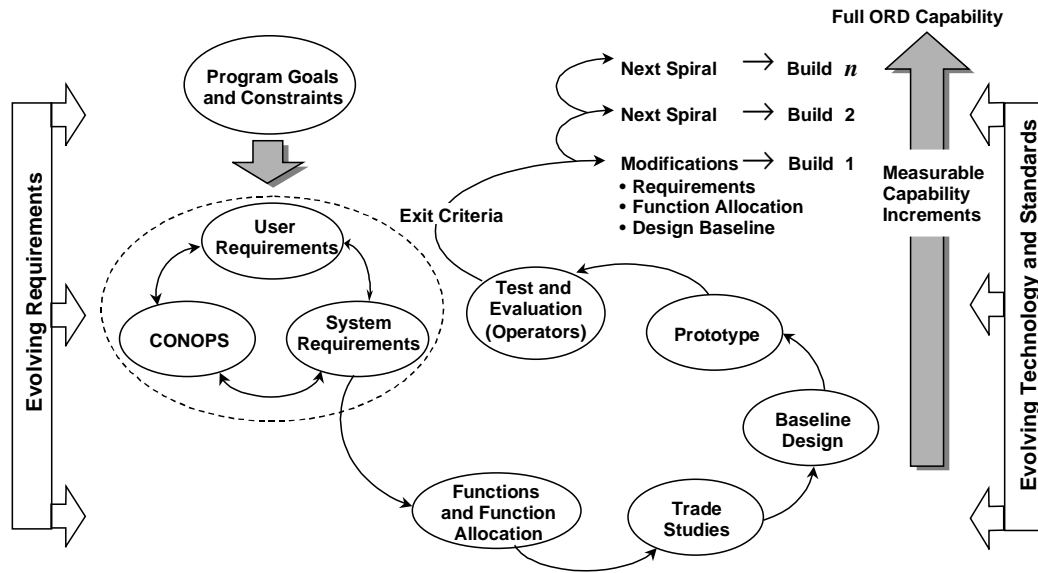 Full ORD Capability
Program Goals
and Constraints
Next Spiral → Build n
Next Spiral → Build 2
Modifications → Build 1
• Requirements
• Function Allocation
• Design Baseline
Measurable
Capability
Increments
Exit Criteria
Evolving Requirements
Evolving Technology and Standards
User
Requirements
CONOPS
System
Requirements
Test and
Evaluation
(Operators)
Prototype
Baseline
Design
Trade
Studies
Functions
and Function
Allocation